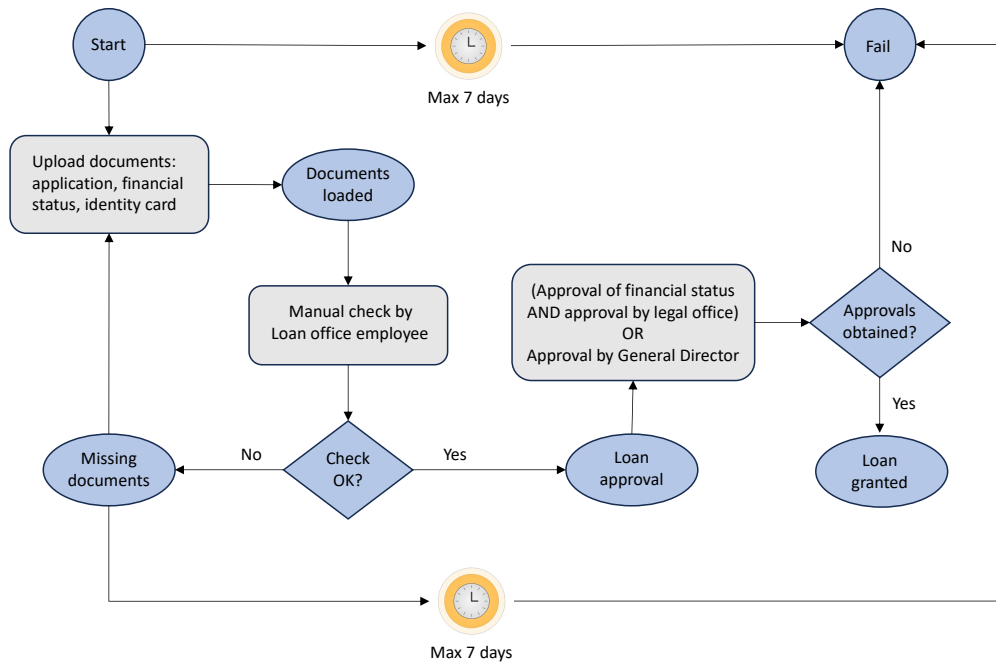 Start
Max 7 days
Fail
Upload documents:
application, financial
status, identity card
Documents
loaded
Manual check by
Loan office employee
(Approval of financial status
AND approval by legal office)
OR
Approval by General Director
No
Approvals
obtained?
Yes
Missing
documents
No
Check
OK?
Yes
Loan
approval
Loan
granted
Max 7 days